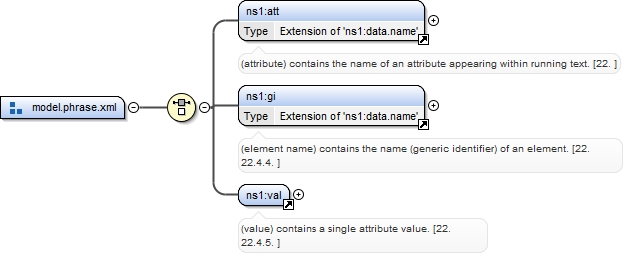 ns1:att
Type Extension of 'ns1:data.name'
(attribute) contains the name of an attribute appearing within running text. [22. ]
model.phrase.xml
ns1:gi
Type Extension of 'ns1:data.name'
(element name) contains the name (generic identifier) of an element. [22.
22.4.4. ]
ns1:val
(value) contains a single attribute value. [22.
22.4.5. ]